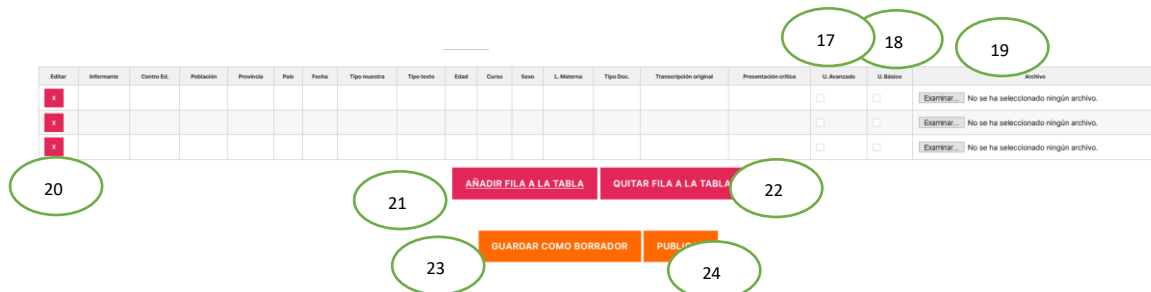 17 18 19
Editar Informante Centro Ed. Población Provincia País Fecha Tipo muestra Tipo texto Edad Curso Sexo L. Materna Tipo Doc. Transcripción original Presentación crítica U. Avanzado U. Básico Archivo
x Examinar... No se ha seleccionado ningún archivo.
x Examinar... No se ha seleccionado ningún archivo.
x Examinar... No se ha seleccionado ningún archivo.
20 21 AÑADIR FILA A LA TABLA QUITAR FILA A LA TABLA 22
23 GUARDAR COMO BORRADOR PUBLIC 24